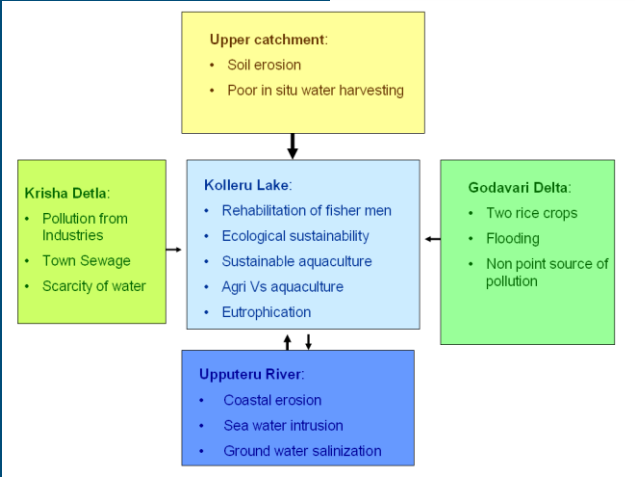 Upper catchment:
• Soil erosion
• Poor in situ water harvesting
Krisha Detla:
• Pollution from
Industries
• Town Sewage
• Scarcity of water
Kolleru Lake:
• Rehabilitation of fisher men
• Ecological sustainability
• Sustainable aquaculture
• Agri Vs aquaculture
• Eutrophication
Godavari Delta:
• Two rice crops
• Flooding
• Non point source of
pollution
Upputeru River:
• Coastal erosion
• Sea water intrusion
• Ground water salinization